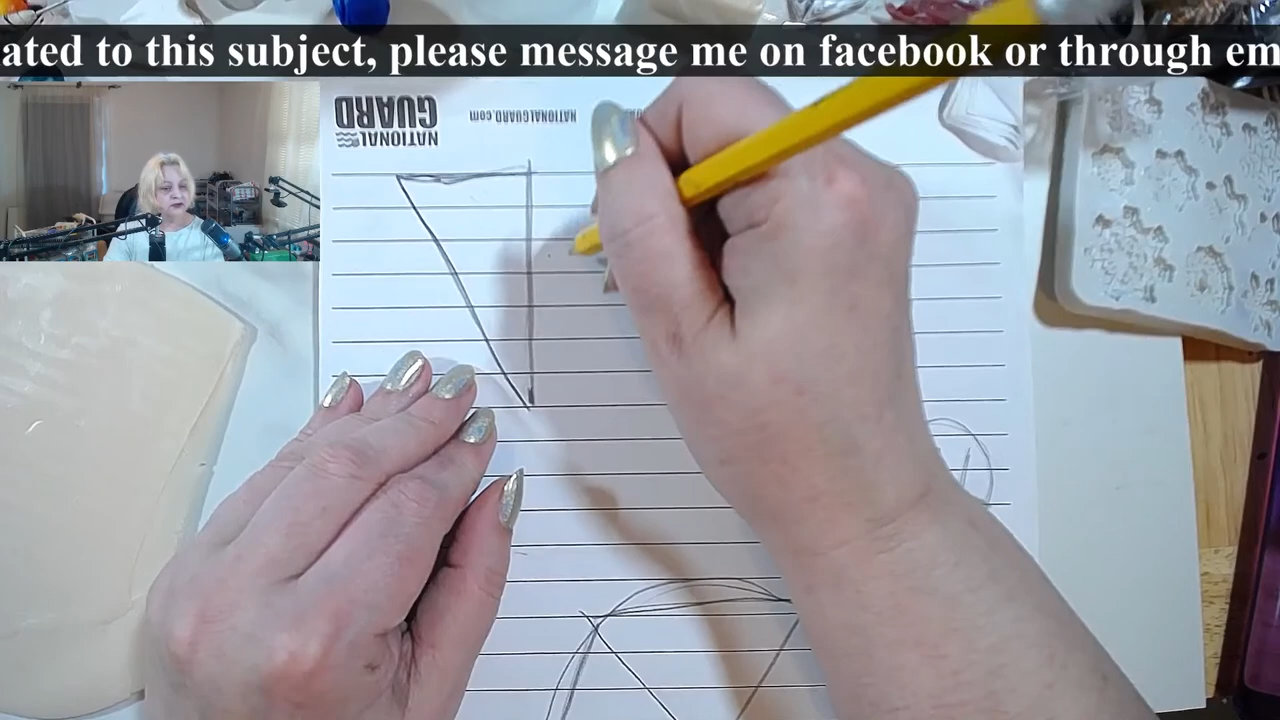 ated to this subject, please message me on facebook or through em
NATIONAL
GUARD
NATIONALGUARD.com